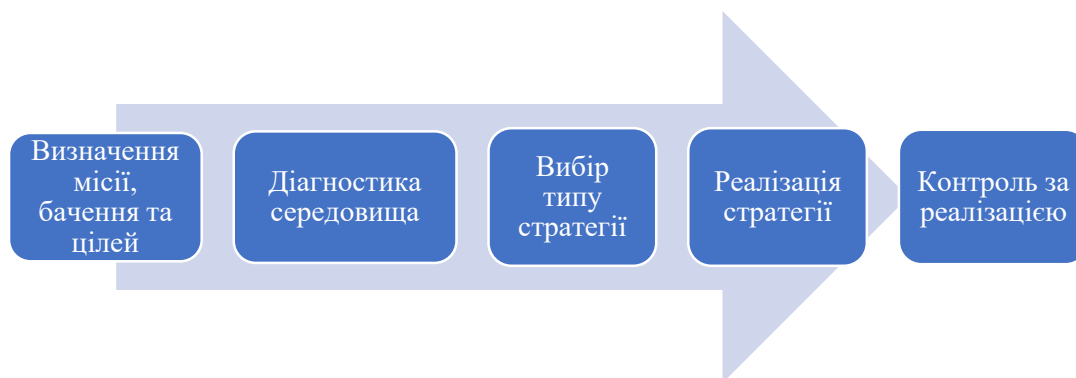 Визначення
місії,
бачення та
цілей
Діагностика
середовища
Вибір
типу
стратегії
Реалізація
стратегії
Контроль за
реалізацією